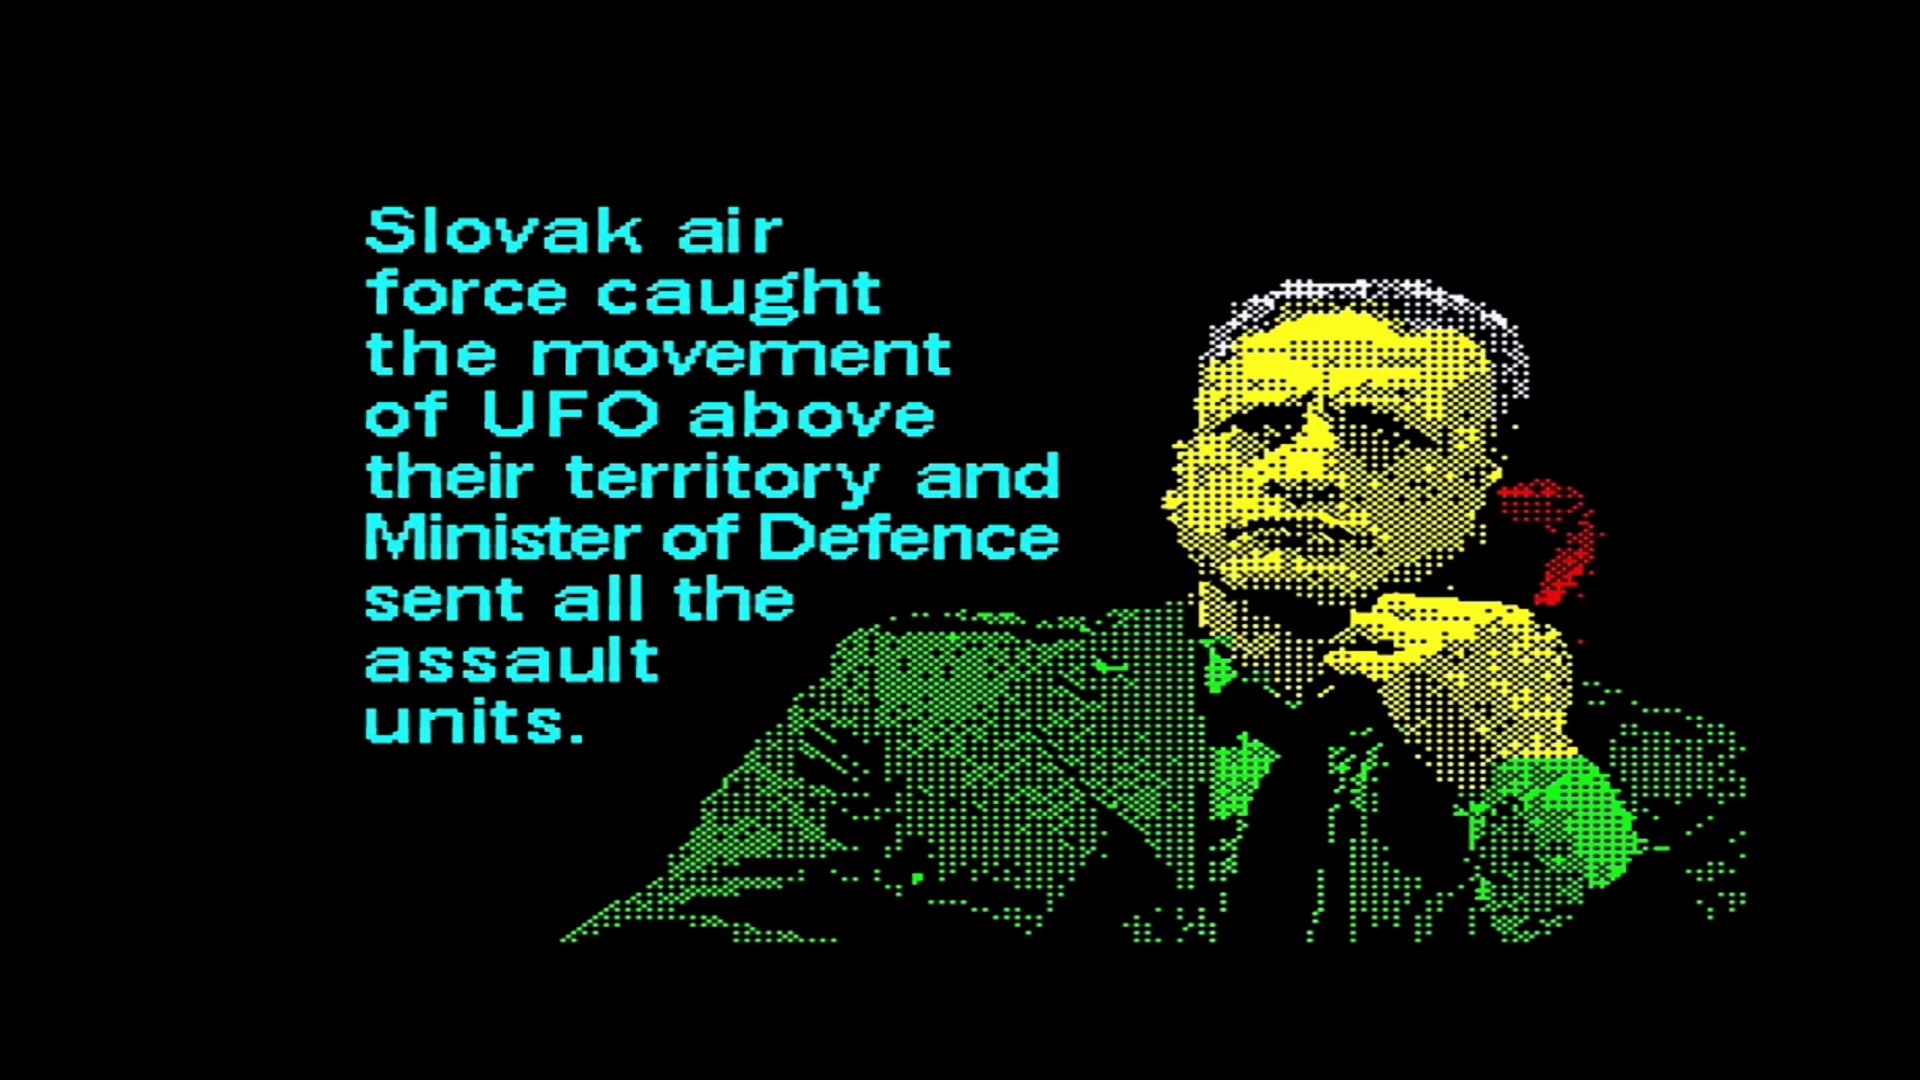 Slovak air
force caught
the movement
of UFO above
their territory and
Minister of Defence
sent all the
assault
units.